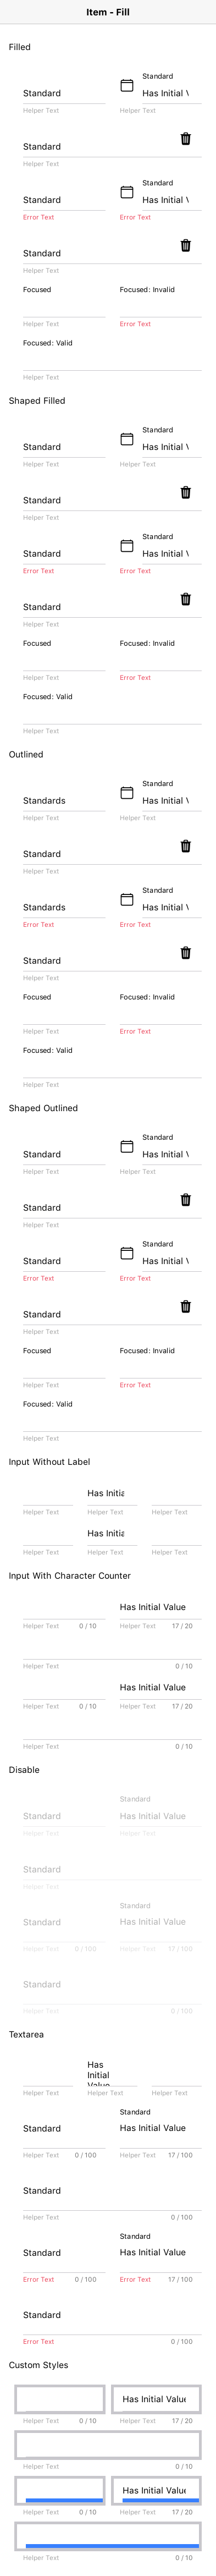 Item - Fill
Filled
Standard
Standard Has Initial V
Helper Text Helper Text
Standard
Helper Text
Standard
Standard Has Initial V
Error Text Error Text
Standard
Helper Text
Focused Focused: Invalid
Helper Text Error Text
Focused: Valid
Helper Text
Shaped Filled
Standard
Standard Has Initial V
Helper Text Helper Text
Standard
Helper Text
Standard
Standard Has Initial V
Error Text Error Text
Standard
Helper Text
Focused Focused: Invalid
Helper Text Error Text
Focused: Valid
Helper Text
Outlined
Standard
Standards Has Initial V
Helper Text Helper Text
Standard
Helper Text
Standard
Standards Has Initial V
Error Text Error Text
Standard
Helper Text
Focused Focused: Invalid
Helper Text Error Text
Focused: Valid
Helper Text
Shaped Outlined
Standard
Standard Has Initial V
Helper Text Helper Text
Standard
Helper Text
Standard
Standard Has Initial V
Error Text Error Text
Standard
Helper Text
Focused Focused: Invalid
Helper Text Error Text
Focused: Valid
Helper Text
Input Without Label
Has Initia
Helper Text Helper Text Helper Text
Has Initia
Helper Text Helper Text Helper Text
Input With Character Counter
Has Initial Value
Helper Text 0 / 10 Helper Text 17 / 20
Helper Text 0 / 10
Has Initial Value
Helper Text 0 / 10 Helper Text 17 / 20
Helper Text 0 / 10
Disable
Standard
Standard Has Initial Value
Helper Text Helper Text
Standard
Helper Text
Standard
Standard Has Initial Value
Helper Text 0 / 100 Helper Text 17 / 100
Standard
Helper Text 0 / 100
Textarea
Has
Initial
Value
Helper Text Helper Text Helper Text
Standard
Standard Has Initial Value
Helper Text 0 / 100 Helper Text 17 / 100
Standard
Helper Text 0 / 100
Standard
Standard Has Initial Value
Error Text 0 / 100 Error Text 17 / 100
Standard
Error Text 0 / 100
Custom Styles
Has Initial Value
Helper Text 0 / 10 Helper Text 17 / 20
Helper Text 0 / 10
Has Initial Value
Helper Text 0 / 10 Helper Text 17 / 20
Helper Text 0 / 10